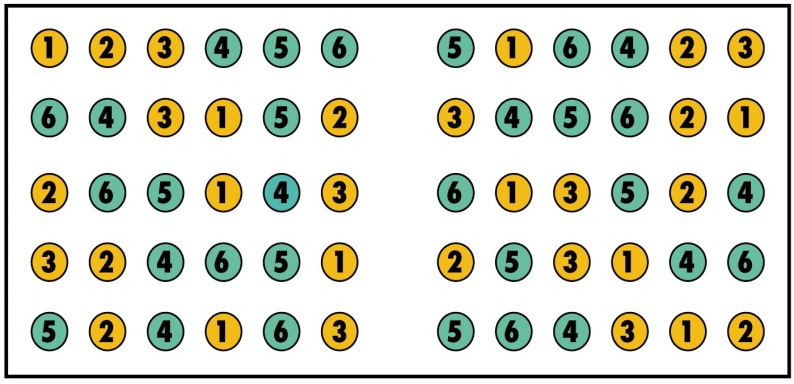 1 2 3 4 5 6 5 1 6 4 2 3
6 4 3 1 5 2 3 4 5 6 2 1
2 6 5 1 4 3 6 1 3 5 2 4
3 2 4 6 5 1 2 5 3 1 4 6
5 2 4 1 6 3 5 6 4 3 1 2